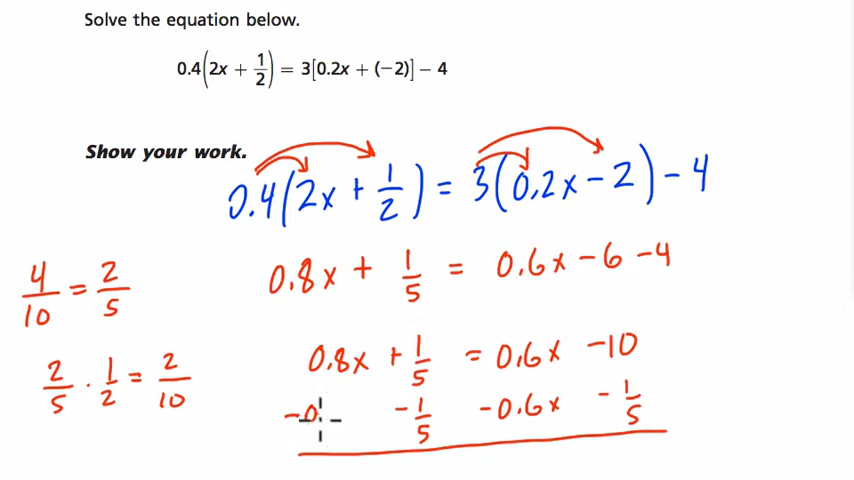 Solve the equation below.
0.4(2x + 1/2) = 3[0.2x + (−2)] − 4
Show your work.
0.4(2x + 1/2) = 3(0.2x − 2) − 4
4/10 = 2/5
0.8x + 1/5 = 0.6x − 6 − 4
2/5 · 1/2 = 2/10
0.8x + 1/5 = 0.6x − 10
−0. − 1/5 − 0.6x − 1/5